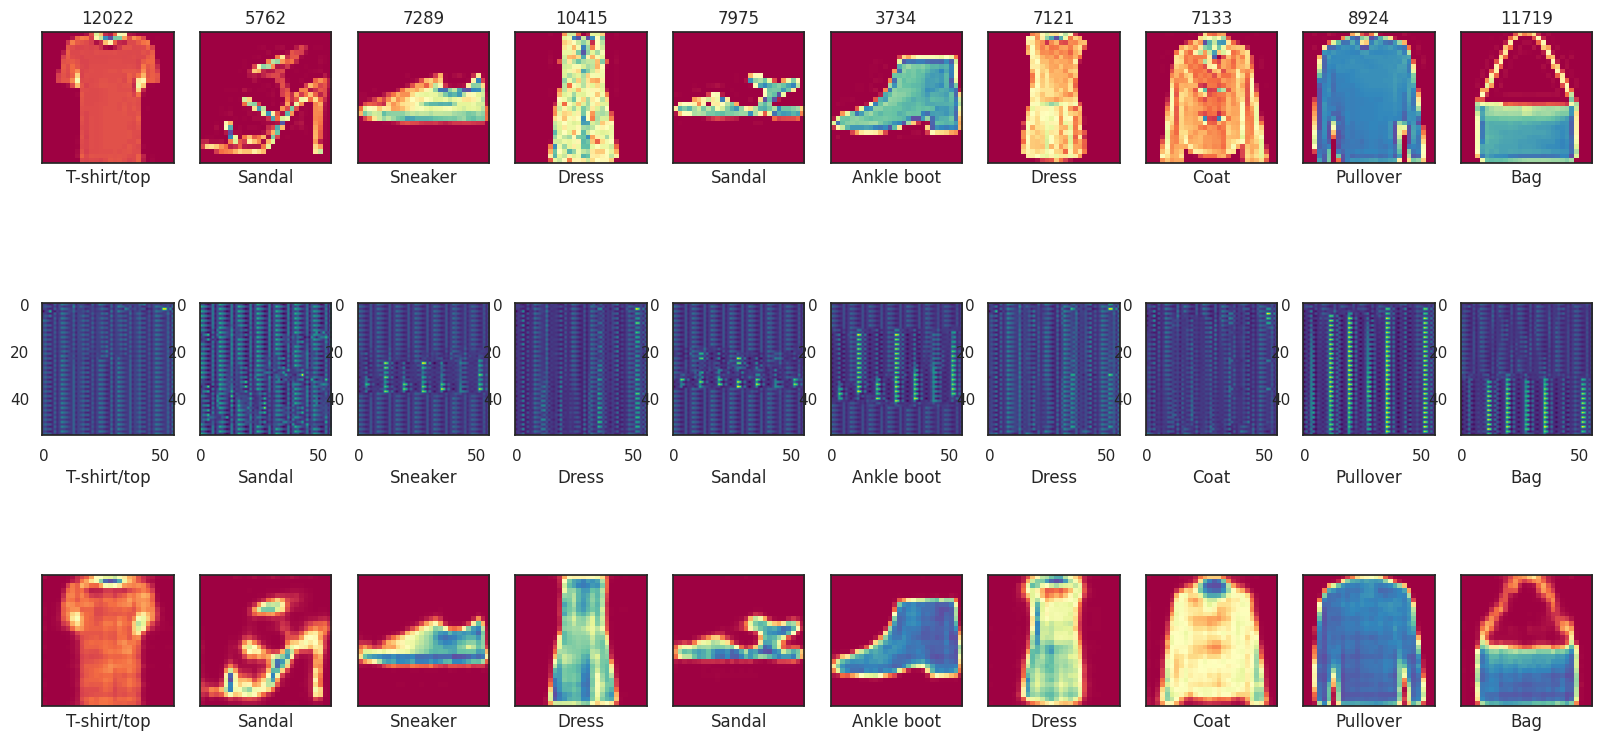 12022 5762 7289 10415 7975 3734 7121 7133 8924 11719
T-shirt/top Sandal Sneaker Dress Sandal Ankle boot Dress Coat Pullover Bag
0 0 0 0 0 0 0 0 0 0
20 20 20 20 20 20 20 20 20 20
40 40 40 40 40 40 40 40 40 40
0 50 0 50 0 50 0 50 0 50 0 50 0 50 0 50 0 50 0 50
T-shirt/top Sandal Sneaker Dress Sandal Ankle boot Dress Coat Pullover Bag
T-shirt/top Sandal Sneaker Dress Sandal Ankle boot Dress Coat Pullover Bag